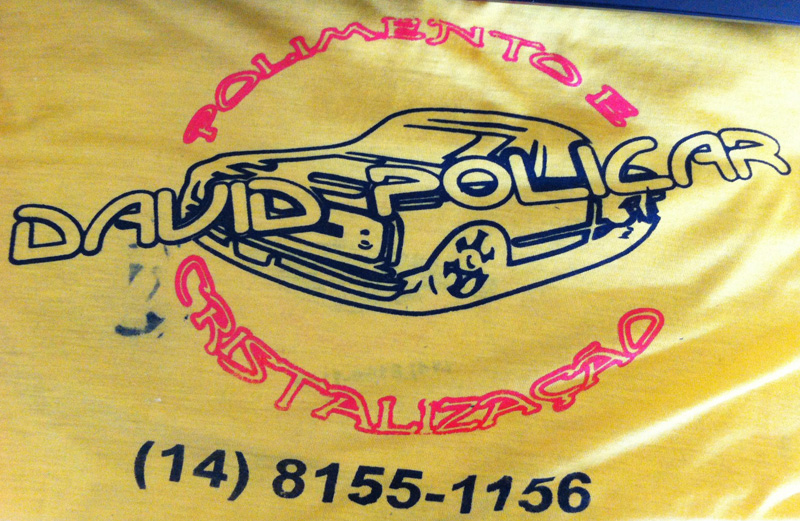 POLIMENTO E
DAVID POLICAR
CRISTALIZAÇÃO
(14) 8155-1156